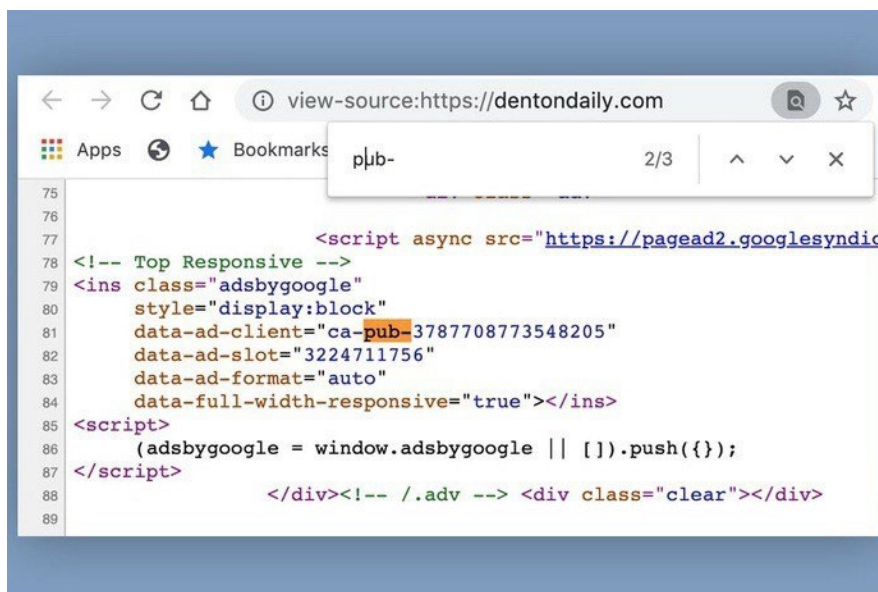 view-source:https://dentondaily.com
Apps
Bookmarks
pub-
2/3
75
76
77 <script async src="https://pagead2.googlesyndic
78 <!-- Top Responsive -->
79 <ins class="adsbygoogle"
80 style="display:block"
81 data-ad-client="ca-pub-3787708773548205"
82 data-ad-slot="3224711756"
83 data-ad-format="auto"
84 data-full-width-responsive="true"></ins>
85 <script>
86 (adsbygoogle = window.adsbygoogle || []).push({});
87 </script>
88 </div><!-- /.adv --> <div class="clear"></div>
89